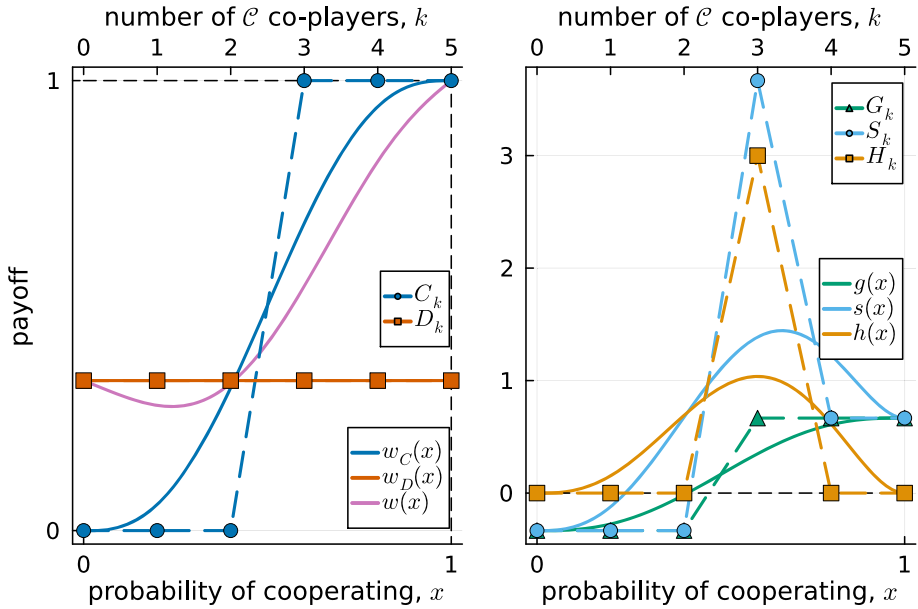 number of 𝒞 co-players, k
0 1 2 3 4 5
1
0
payoff
C_k
D_k
w_C(x)
w_D(x)
w(x)
0 1
probability of cooperating, x
number of 𝒞 co-players, k
0 1 2 3 4 5
3
2
1
0
G_k
S_k
H_k
g(x)
s(x)
h(x)
0 1
probability of cooperating, x